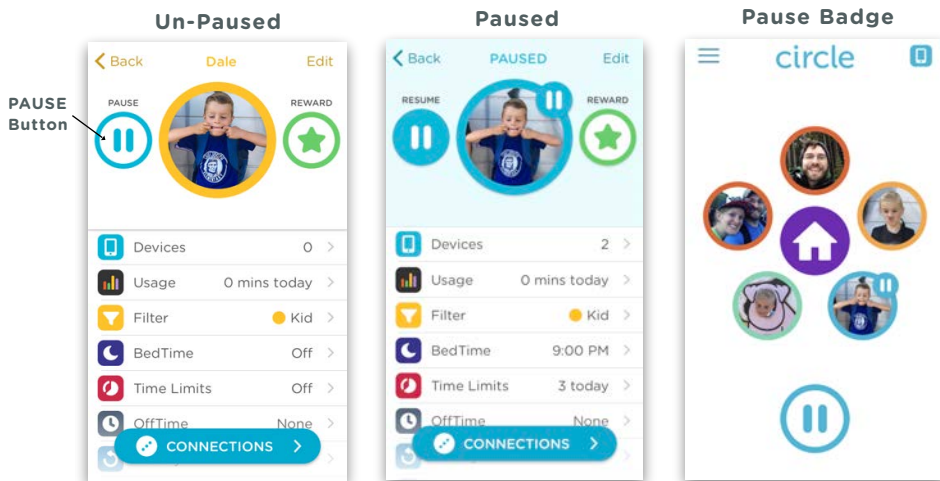 Un-Paused
PAUSE
Button
Back Dale Edit
PAUSE
REWARD
Devices 0
Usage 0 mins today
Filter Kid
BedTime Off
Time Limits Off
OffTime None
CONNECTIONS
Paused
Back PAUSED Edit
RESUME
REWARD
Devices 2
Usage 0 mins today
Filter Kid
BedTime 9:00 PM
Time Limits 3 today
OffTime None
CONNECTIONS
Pause Badge
circle